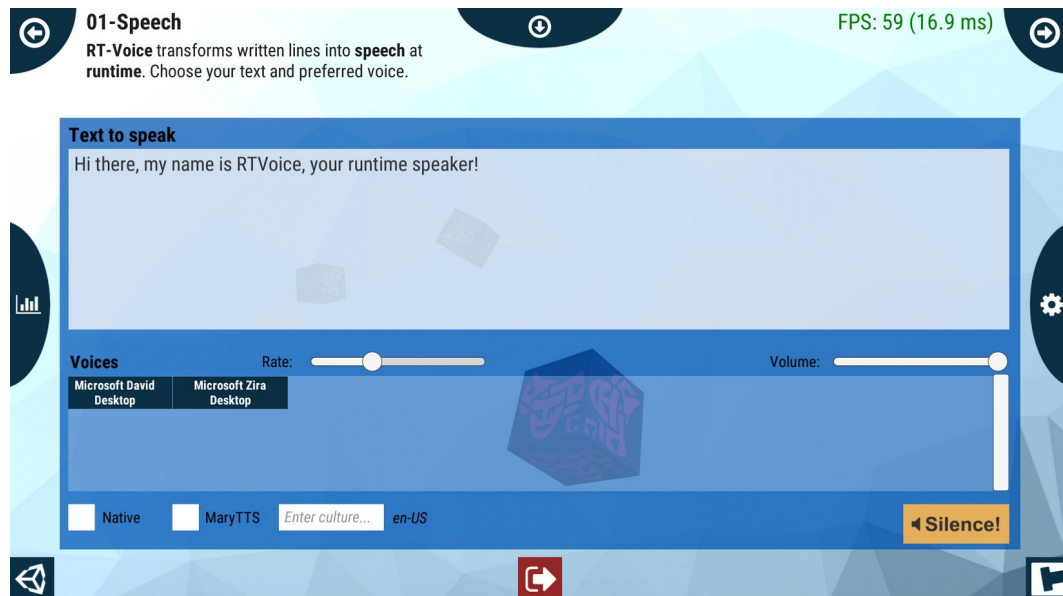 01-Speech
FPS: 59 (16.9 ms)
RT-Voice transforms written lines into speech at
runtime. Choose your text and preferred voice.
Text to speak
Hi there, my name is RTVoice, your runtime speaker!
Voices
Rate:
Volume:
Microsoft David
Desktop
Microsoft Zira
Desktop
Native
MaryTTS
Enter culture...
en-US
Silence!